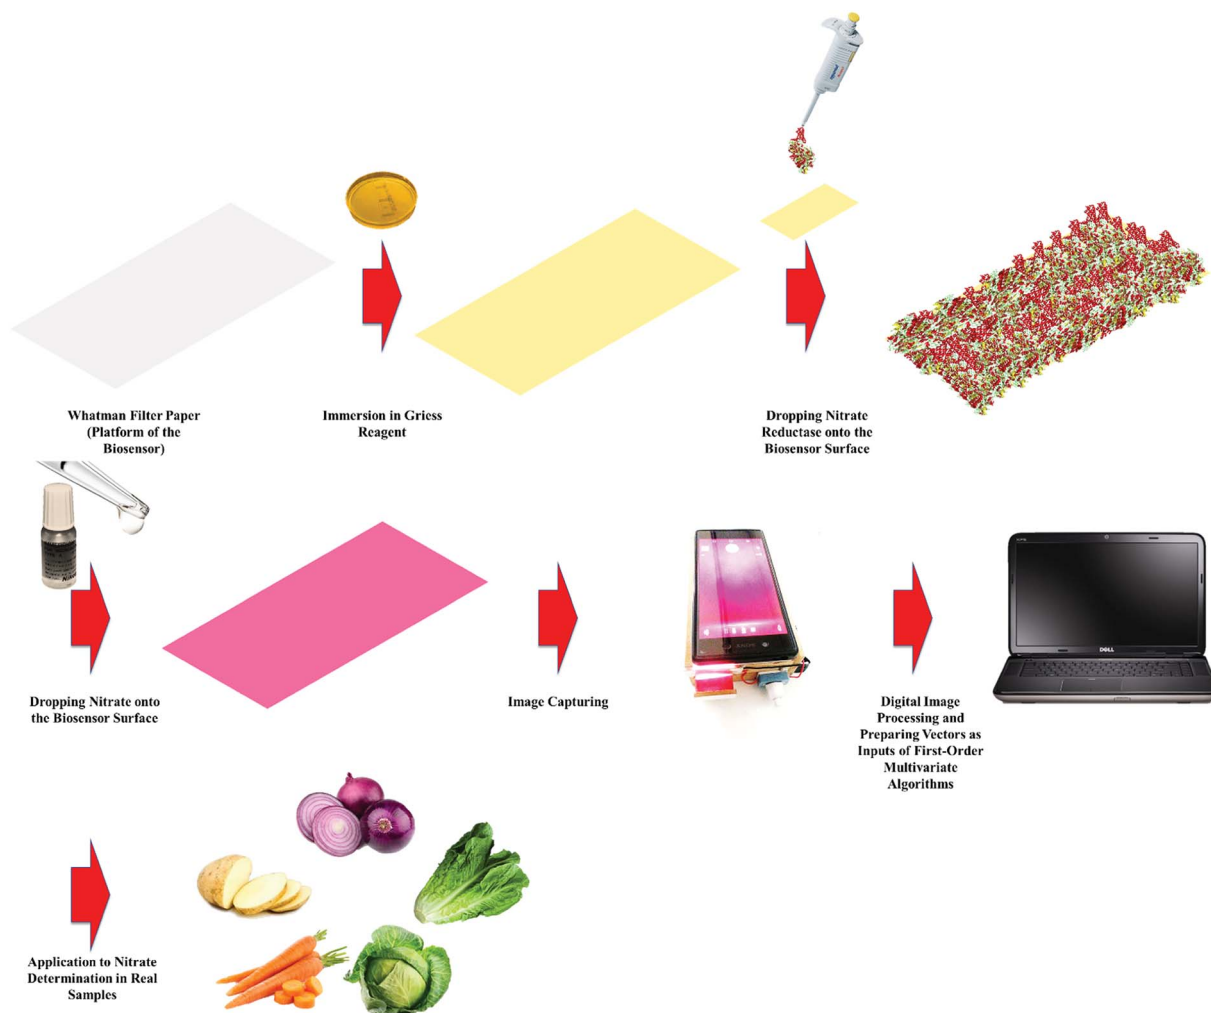 Whatman Filter Paper
(Platform of the
Biosensor)
Immersion in Griess
Reagent
Dropping Nitrate
Reductase onto the
Biosensor Surface
Dropping Nitrate onto
the Biosensor Surface
Image Capturing
Digital Image
Processing and
Preparing Vectors as
Inputs of First-Order
Multivariate
Algorithms
DELL
Application to Nitrate
Determination in Real
Samples